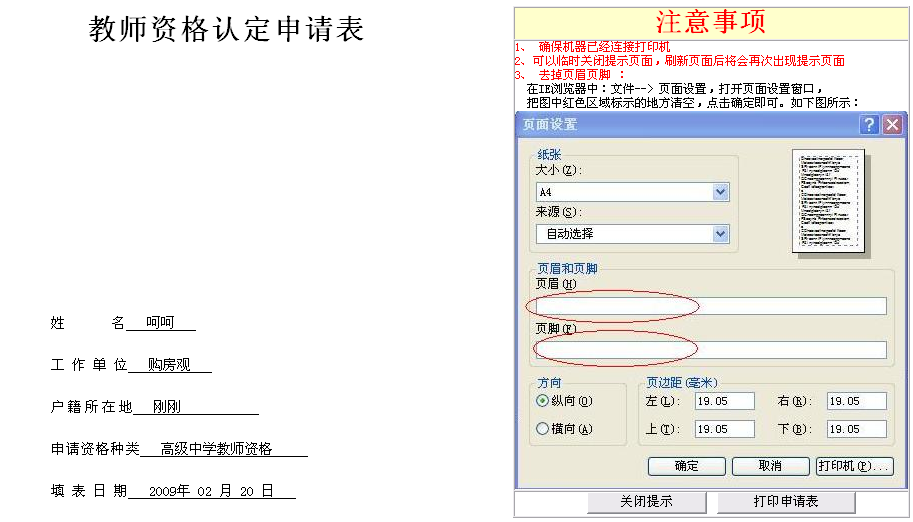 教师资格认定申请表
姓 名 呵呵
工 作 单 位 购房观
户籍所在地 刚刚
申请资格种类 高级中学教师资格
填 表 日 期 2009年 02 月 20 日
注意事项
1、 确保机器已经连接打印机
2、可以临时关闭提示页面，刷新页面后将会再次出现提示页面
3、 去掉页眉页脚 ：
在IE浏览器中：文件--> 页面设置，打开页面设置窗口，
把图中红色区域标示的地方清空，点击确定即可。如下图所示：
页面设置
纸张
大小(Z):
A4
来源(S):
自动选择
页眉和页脚
页眉(H)
页脚(F)
方向
纵向(O)
横向(A)
页边距(毫米)
左(L): 19.05 右(R): 19.05
上(T): 19.05 下(B): 19.05
确定 取消 打印机(P)...
关闭提示 打印申请表